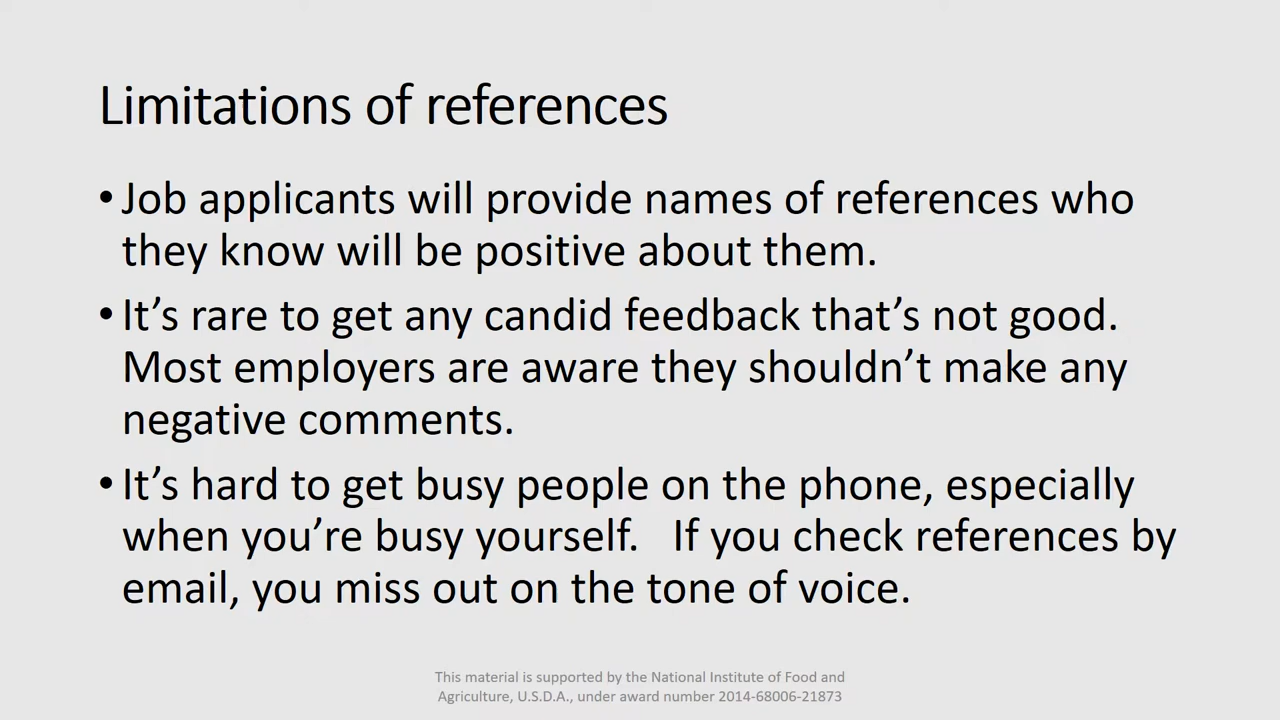 Limitations of references
•Job applicants will provide names of references who
they know will be positive about them.
•It’s rare to get any candid feedback that’s not good.
Most employers are aware they shouldn’t make any
negative comments.
•It’s hard to get busy people on the phone, especially
when you’re busy yourself.   If you check references by
email, you miss out on the tone of voice.
This material is supported by the National Institute of Food and
Agriculture, U.S.D.A., under award number 2014-68006-21873